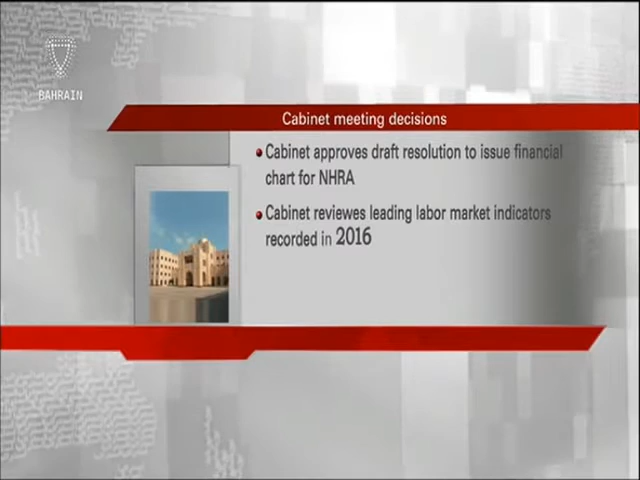 BAHRAIN
Cabinet meeting decisions
Cabinet approves draft resolution to issue financial
chart for NHRA
Cabinet reviewes leading labor market indicators
recorded in 2016